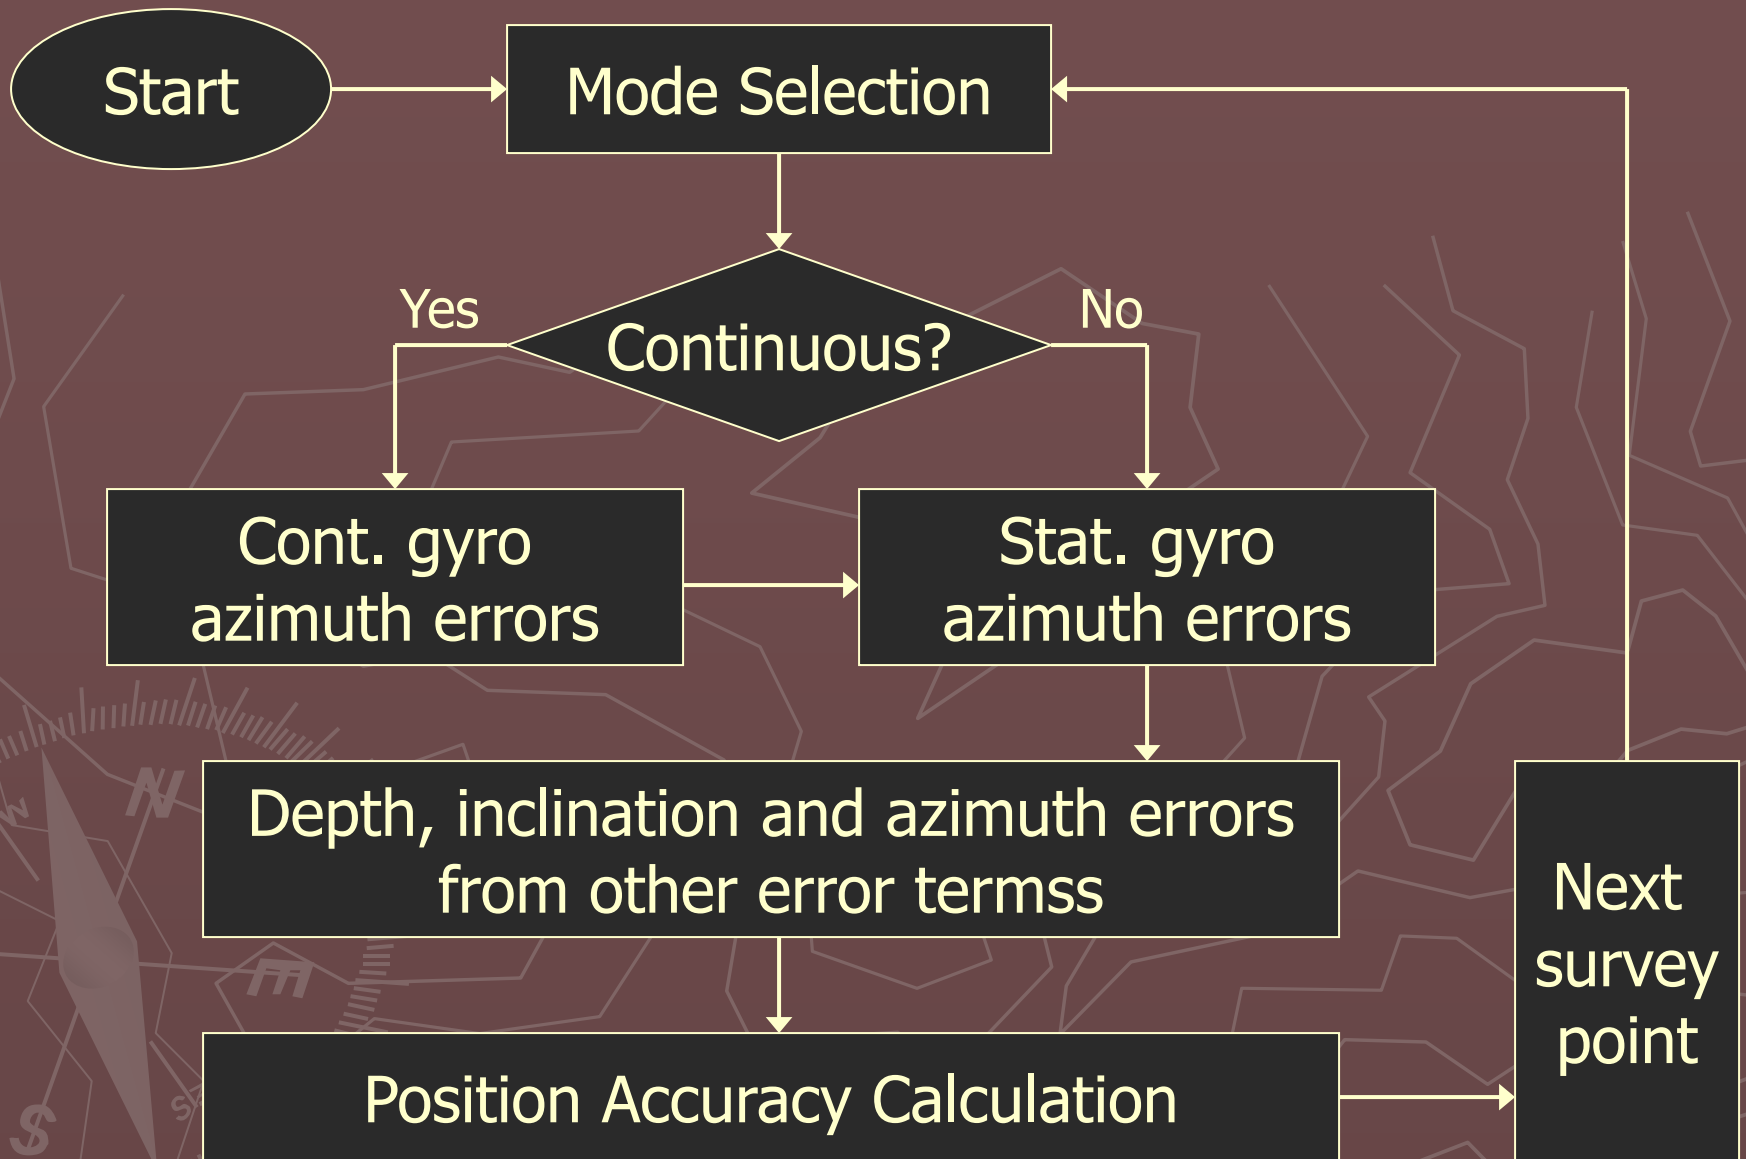 Start
Mode Selection
Yes
No
Continuous?
Cont. gyro
azimuth errors
Stat. gyro
azimuth errors
Depth, inclination and azimuth errors
from other error termss
Next
survey
point
Position Accuracy Calculation
N
E
S